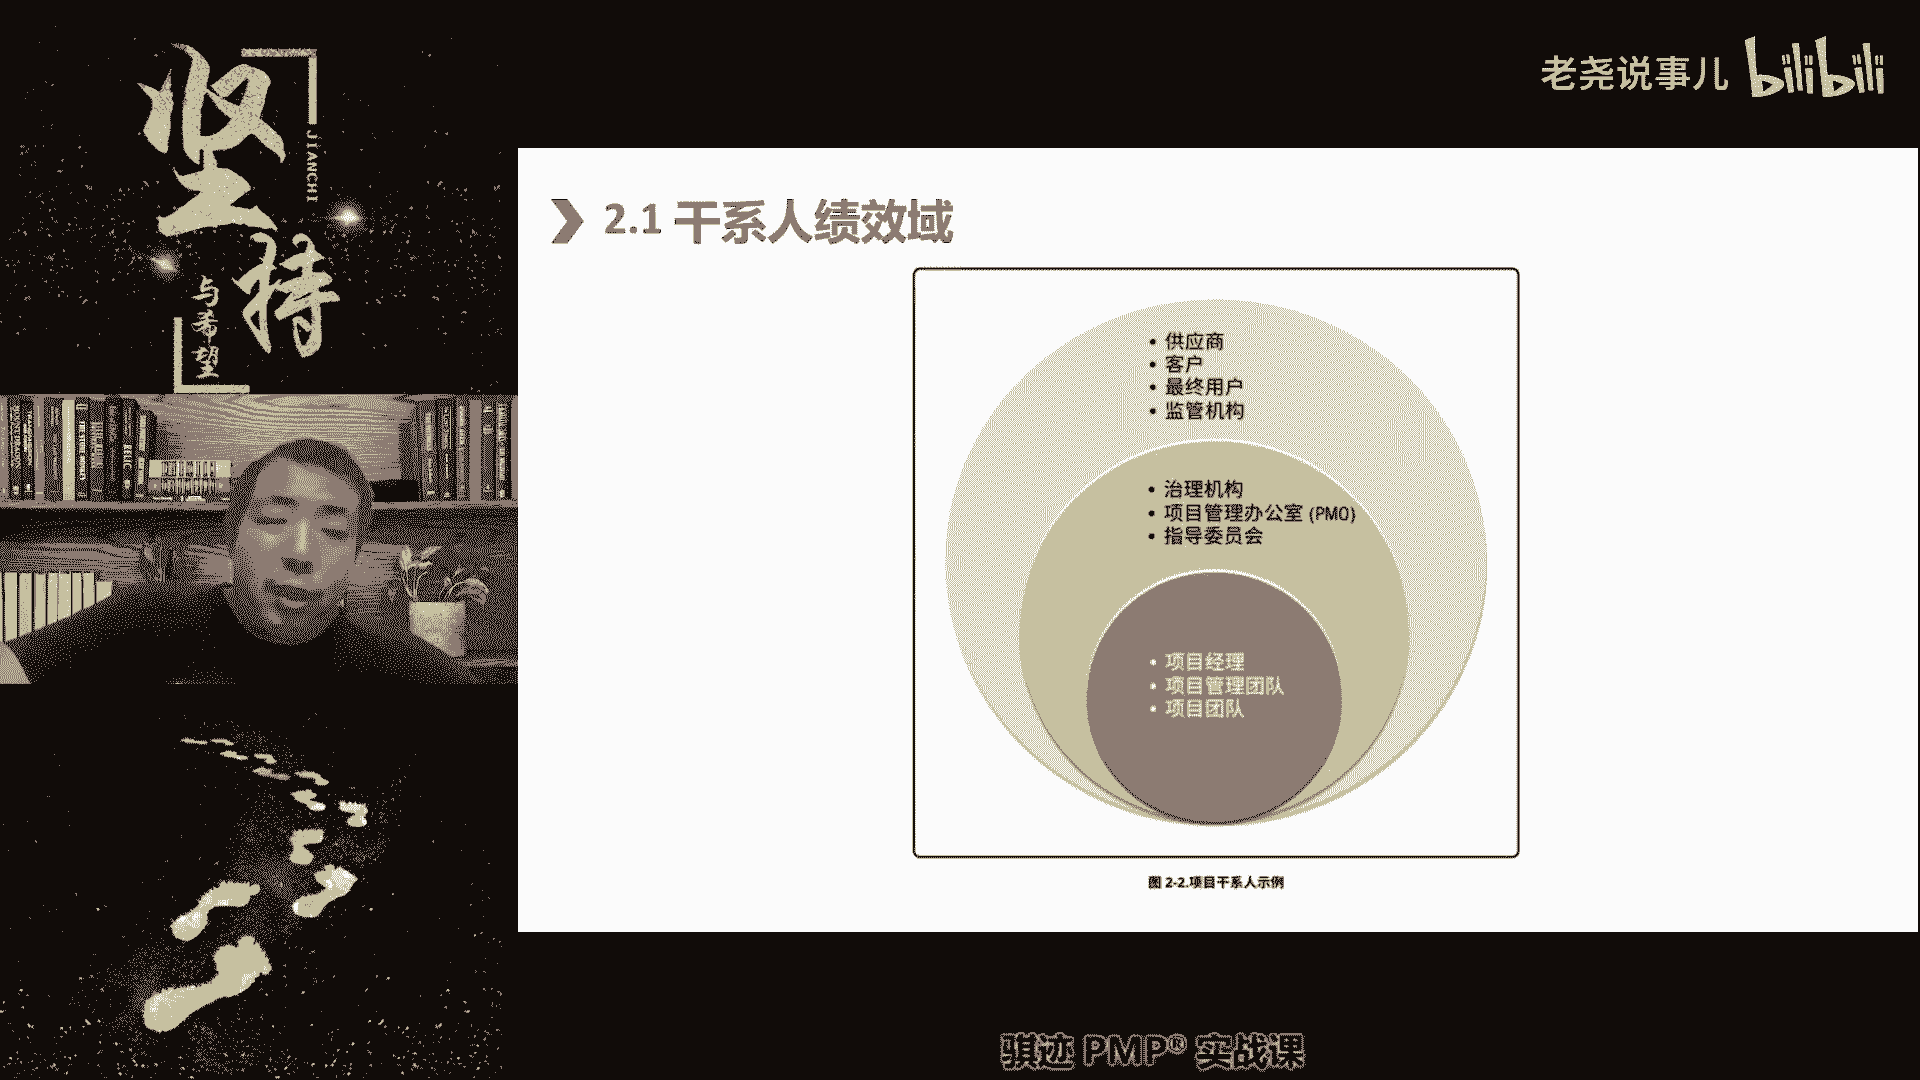 坚持
JIANCHI
与希望
老尧说事儿 bilibili
2.1 干系人绩效域
• 供应商
• 客户
• 最终用户
• 监管机构
• 治理机构
• 项目管理办公室 (PMO)
• 指导委员会
• 项目经理
• 项目管理团队
• 项目团队
图 2-2.项目干系人示例
骐迹 PMP® 实战课